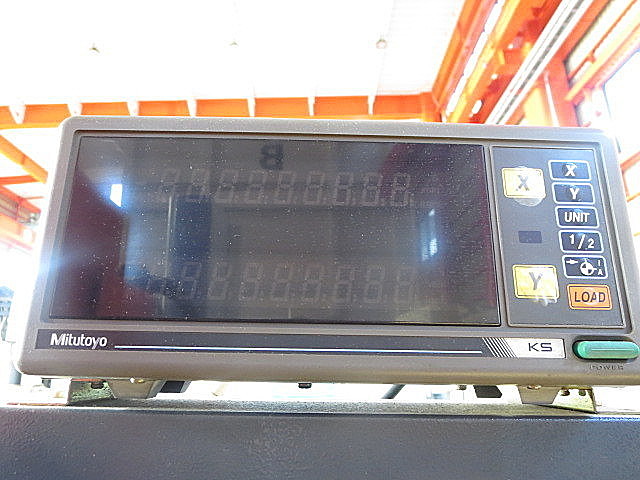 X
Y
X
Y
UNIT
1/2
LOAD
Mitutoyo
KS
POWER